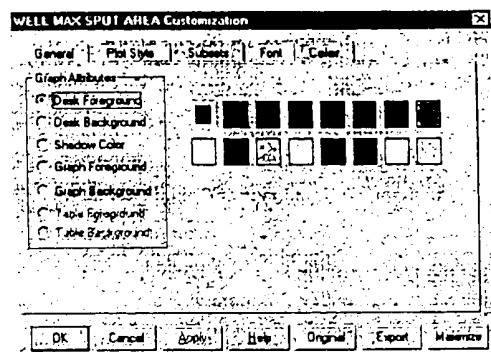 WELL MAX SPOT AREA Customization
General Plot Style Subsets Font Color
Graph Attributes
Desk Foreground
Desk Background
Shadow Color
Graph Foreground
Graph Background
Table Foreground
Table Background
OK Cancel Apply Help Original Export Maximize